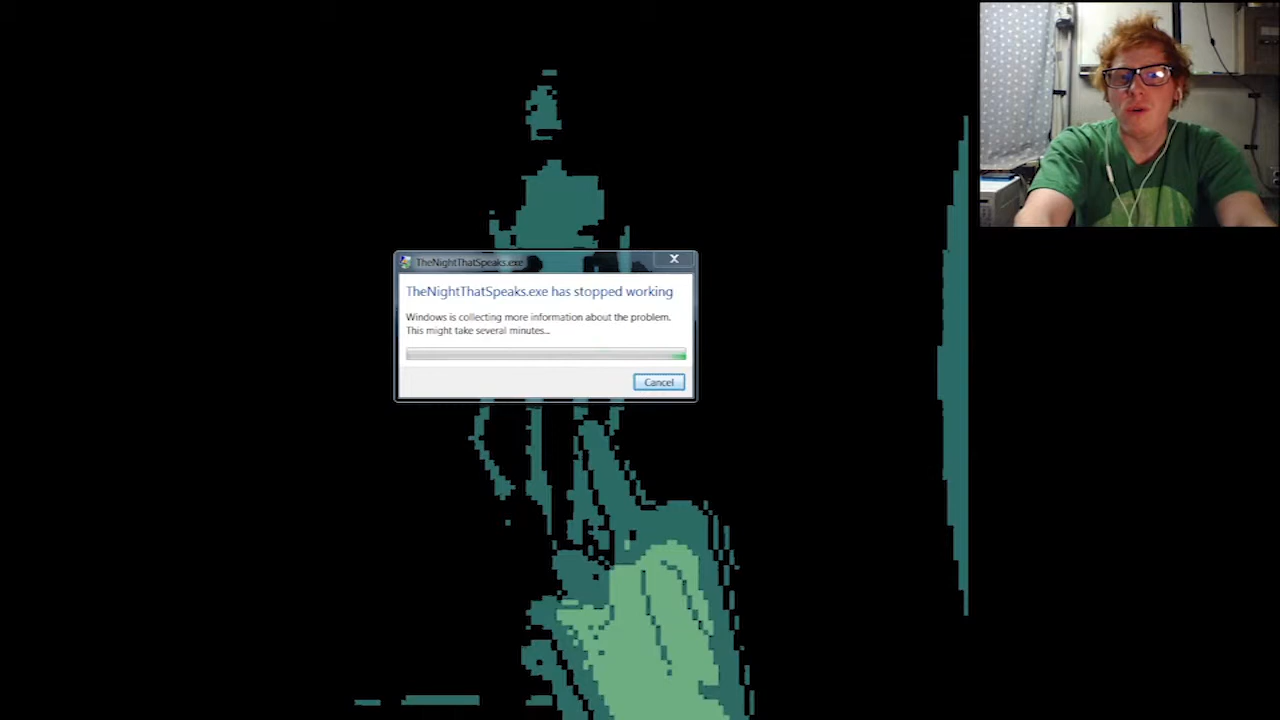 TheNightThatSpeaks.exe
TheNightThatSpeaks.exe has stopped working
Windows is collecting more information about the problem.
This might take several minutes...
Cancel